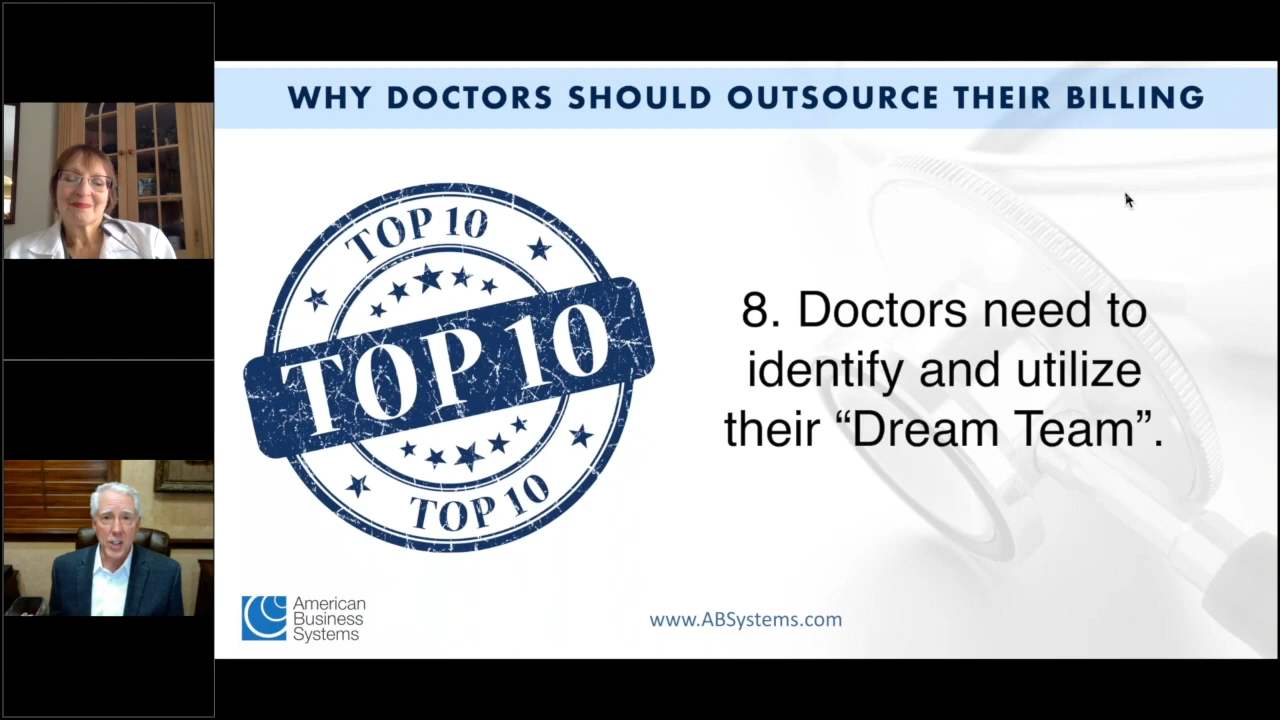 WHY DOCTORS SHOULD OUTSOURCE THEIR BILLING
TOP 10
TOP 10
TOP 10
8. Doctors need to
identify and utilize
their “Dream Team”.
American
Business
Systems
www.ABSystems.com